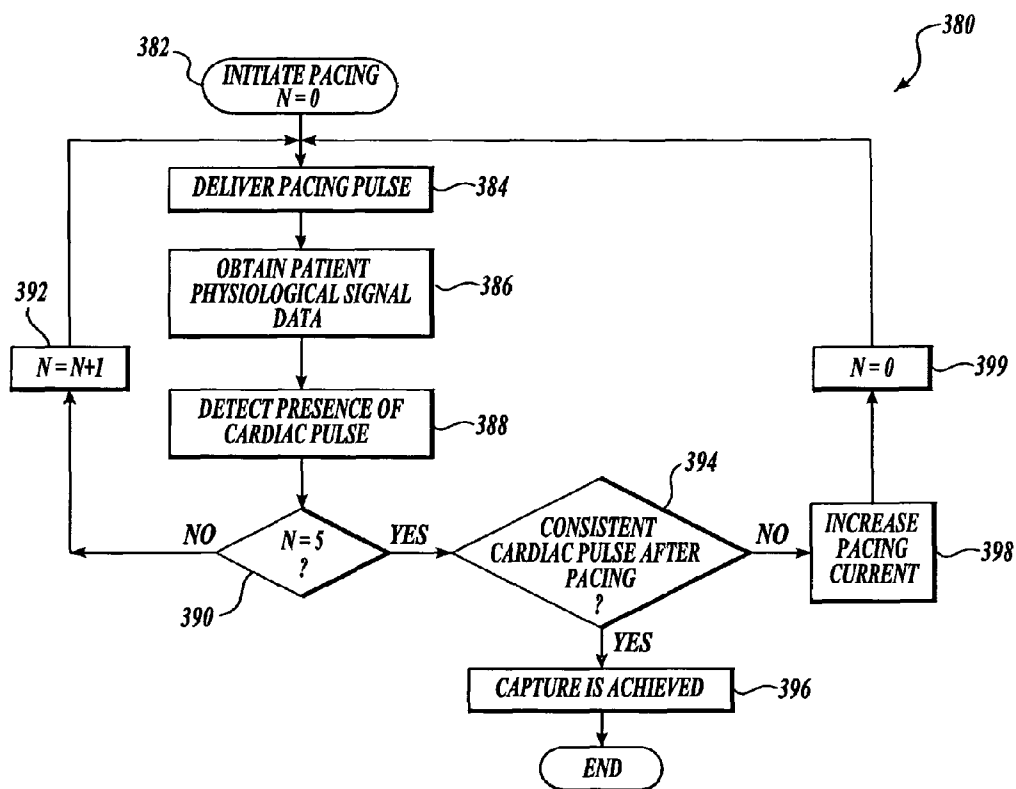 380
382
INITIATE PACING
N = 0
DELIVER PACING PULSE
384
OBTAIN PATIENT
PHYSIOLOGICAL SIGNAL
DATA
386
392
N = N+1
N = 0
399
DETECT PRESENCE OF
CARDIAC PULSE
388
394
NO
N = 5
?
YES
390
CONSISTENT
CARDIAC PULSE AFTER
PACING
?
NO
INCREASE
PACING
CURRENT
398
YES
CAPTURE IS ACHIEVED
396
END